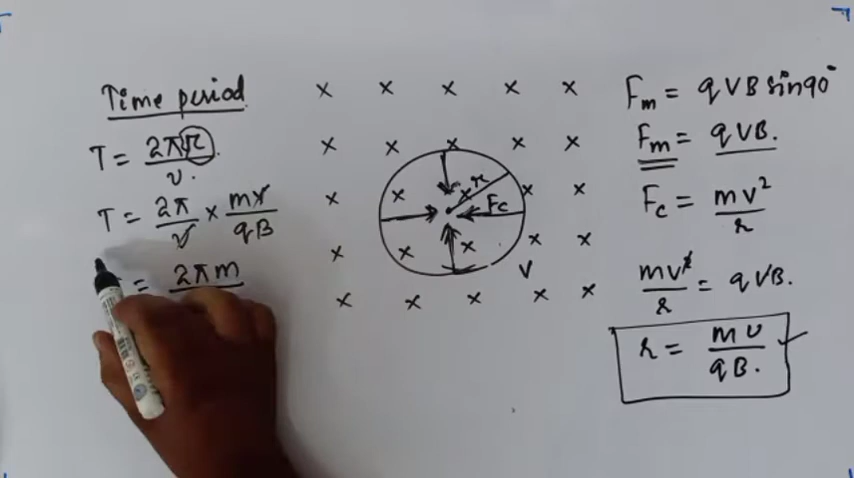 Time period
T = 2πr / v.
T = 2π / v × mv / qB
= 2πm
× × × × ×
× × × × ×
× × × ×
× × × ×
× × × × ×
r
Fc
v
Fm = qVB sin90°
Fm = qVB.
Fc = mv² / r
mv² / r = qVB.
r = mv / qB.